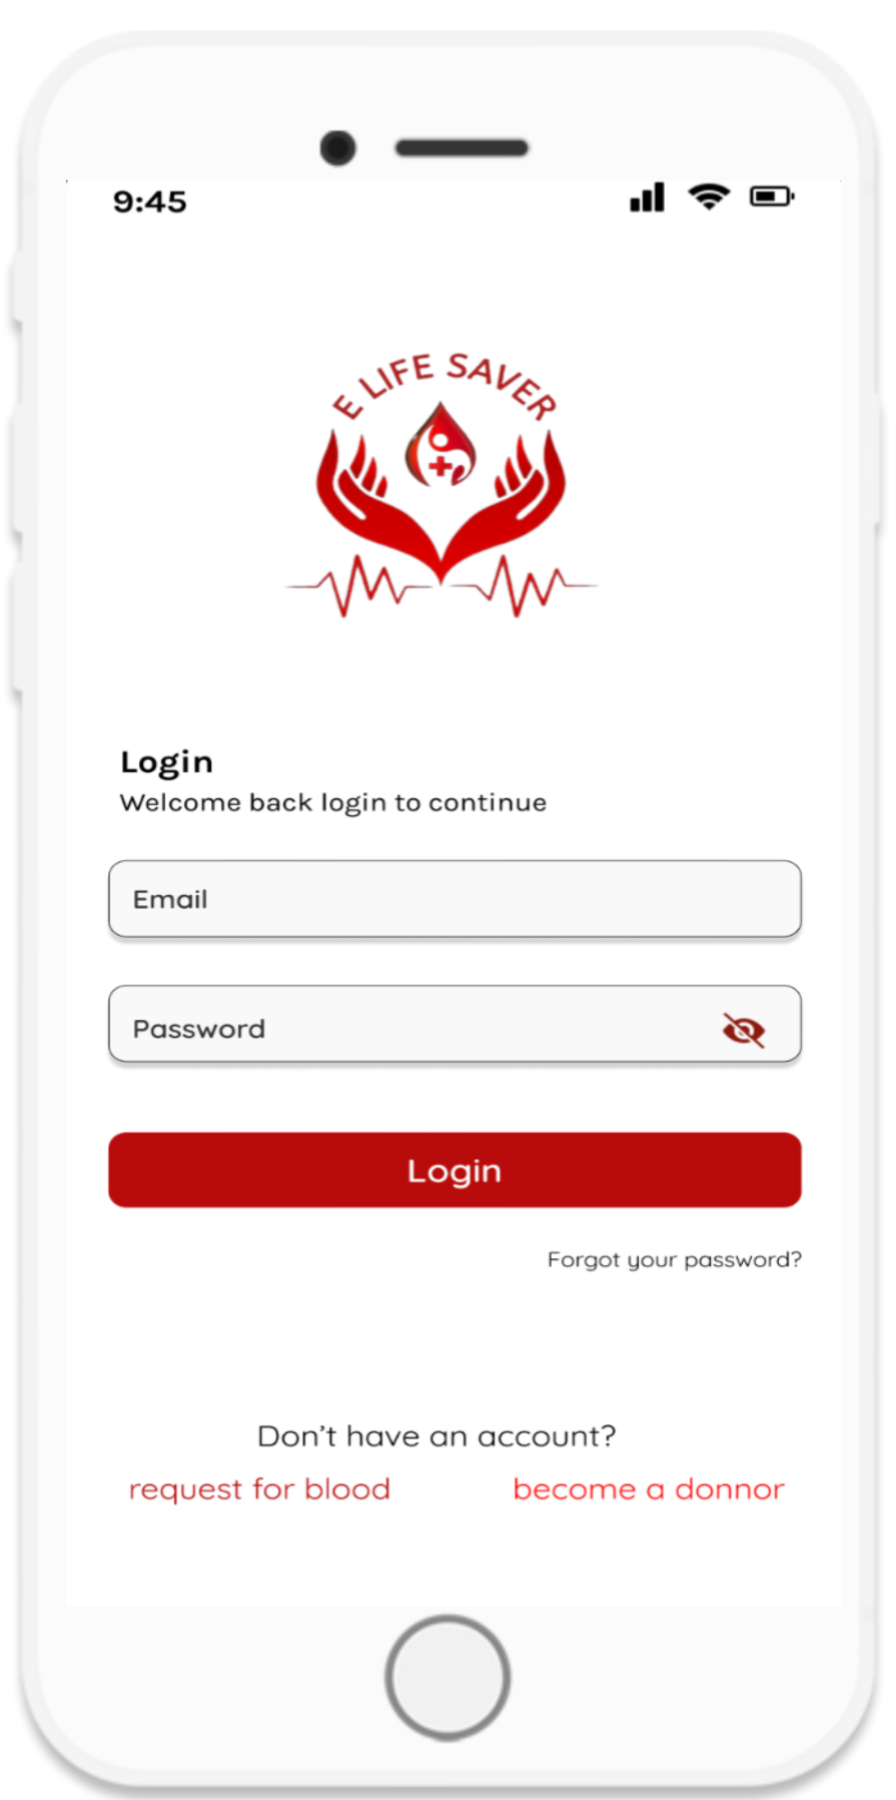 9:45
E LIFE SAVER
Login
Welcome back login to continue
Email
Password
Login
Forgot your password?
Don't have an account?
request for blood
become a donnor